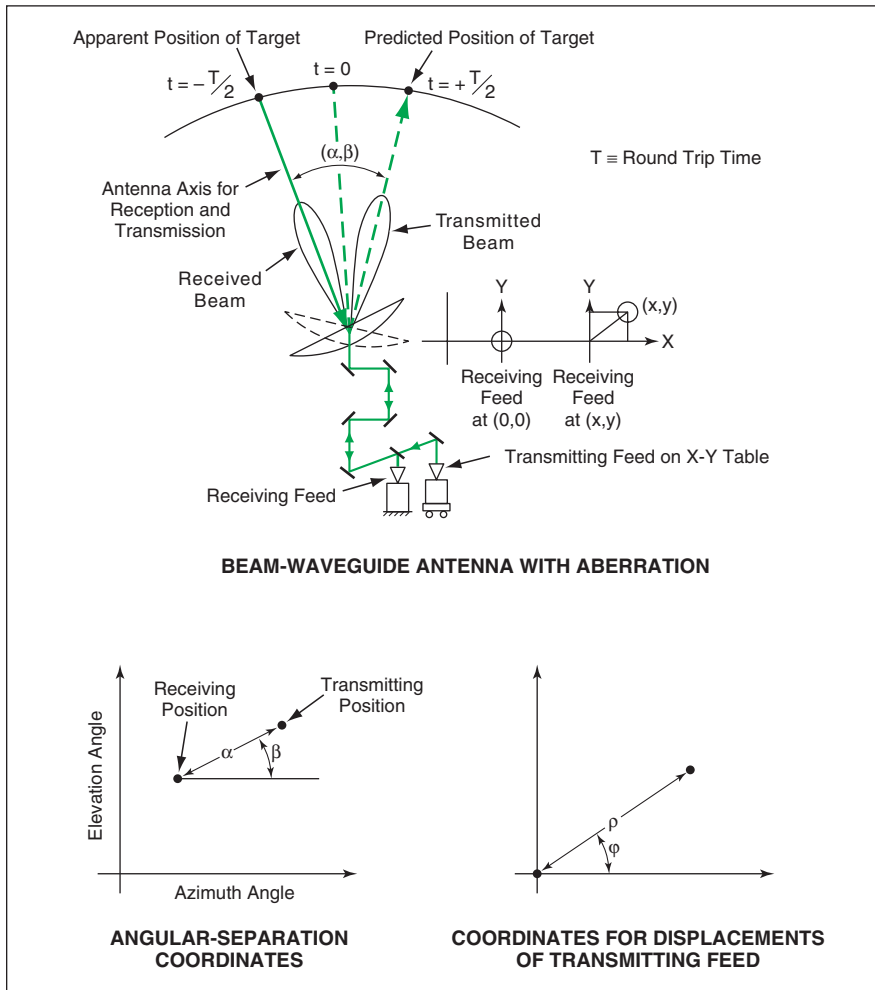 Apparent Position of Target
Predicted Position of Target
t = – T/2
t = 0
t = + T/2
(α,β)
T ≡ Round Trip Time
Antenna Axis for
Reception and
Transmission
Transmitted
Beam
Received
Beam
Y
Y
(x,y)
X
Receiving
Feed
at (0,0)
Receiving
Feed
at (x,y)
Transmitting Feed on X-Y Table
Receiving Feed
BEAM-WAVEGUIDE ANTENNA WITH ABERRATION
Receiving
Position
Transmitting
Position
α
β
Elevation Angle
Azimuth Angle
ρ
φ
ANGULAR-SEPARATION
COORDINATES
COORDINATES FOR DISPLACEMENTS
OF TRANSMITTING FEED